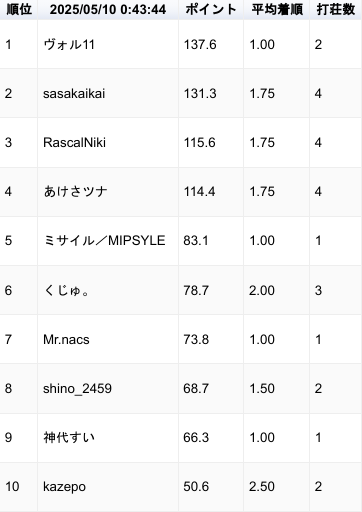 順位 2025/05/10 0:43:44 ポイント 平均着順 打荘数
1 ヴォル11 137.6 1.00 2
2 sasakaikai 131.3 1.75 4
3 RascalNiki 115.6 1.75 4
4 あけさツナ 114.4 1.75 4
5 ミサイル／MIPSYLE 83.1 1.00 1
6 くじゅ。 78.7 2.00 3
7 Mr.nacs 73.8 1.00 1
8 shino_2459 68.7 1.50 2
9 神代すい 66.3 1.00 1
10 kazepo 50.6 2.50 2